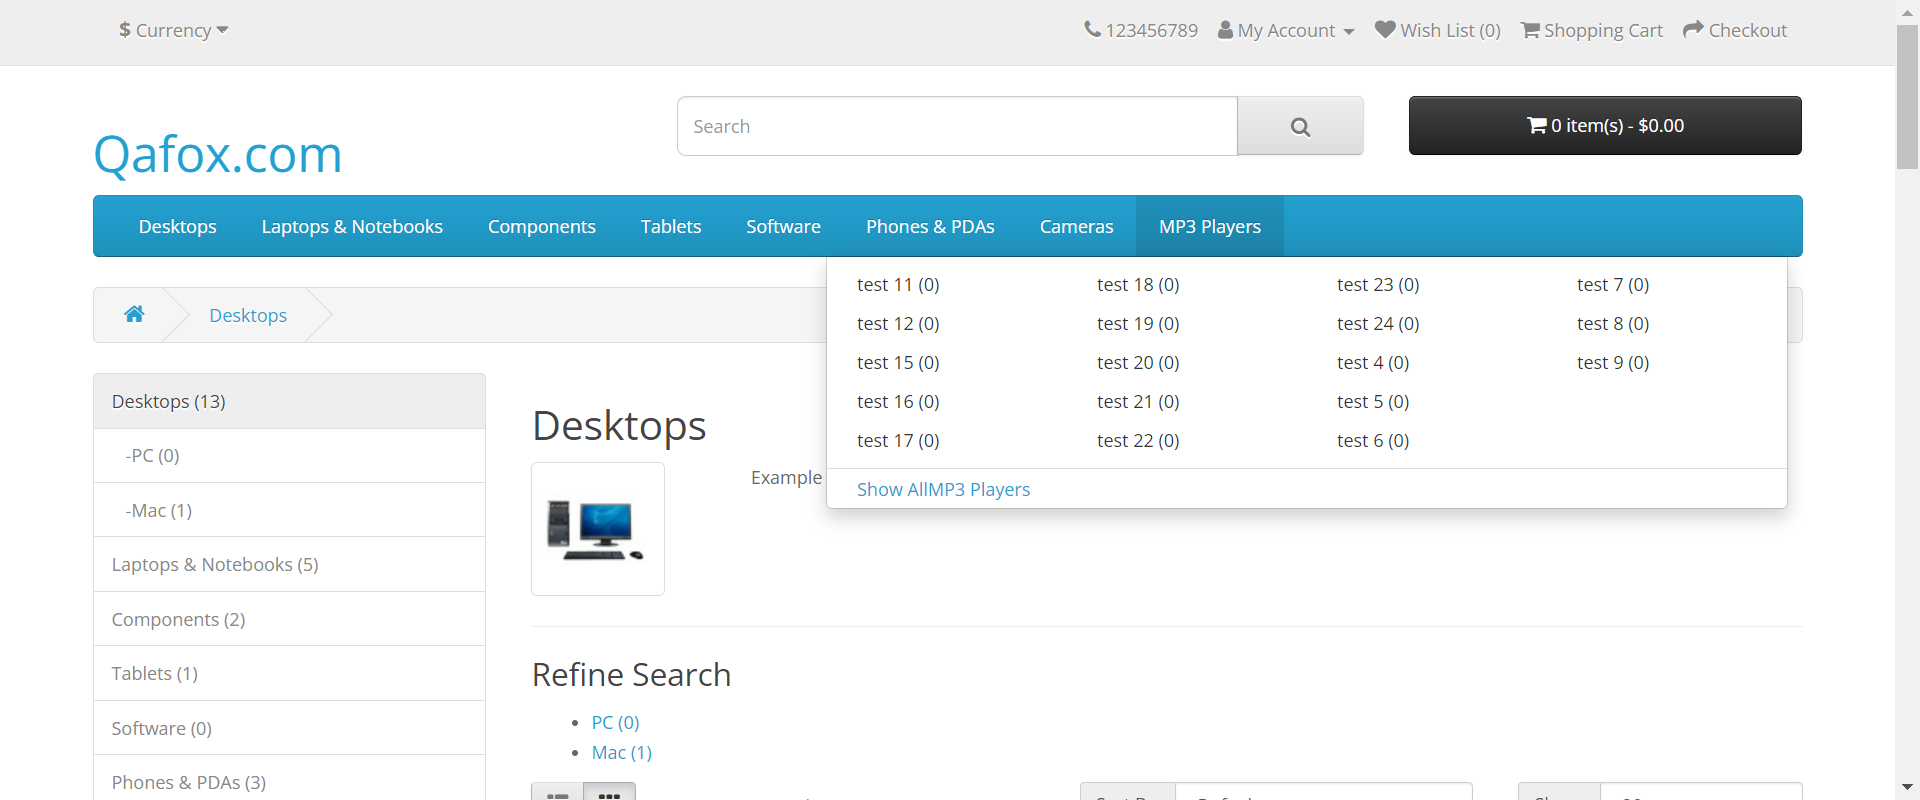 $ Currency
123456789 My Account Wish List (0) Shopping Cart Checkout
Search
0 item(s) - $0.00
Qafox.com
Desktops Laptops & Notebooks Components Tablets Software Phones & PDAs Cameras MP3 Players
test 11 (0) test 18 (0) test 23 (0) test 7 (0)
test 12 (0) test 19 (0) test 24 (0) test 8 (0)
test 15 (0) test 20 (0) test 4 (0) test 9 (0)
test 16 (0) test 21 (0) test 5 (0)
test 17 (0) test 22 (0) test 6 (0)
Show AllMP3 Players
Desktops
Desktops (13)
-PC (0)
-Mac (1)
Laptops & Notebooks (5)
Components (2)
Tablets (1)
Software (0)
Phones & PDAs (3)
Desktops
Example
Refine Search
PC (0)
Mac (1)